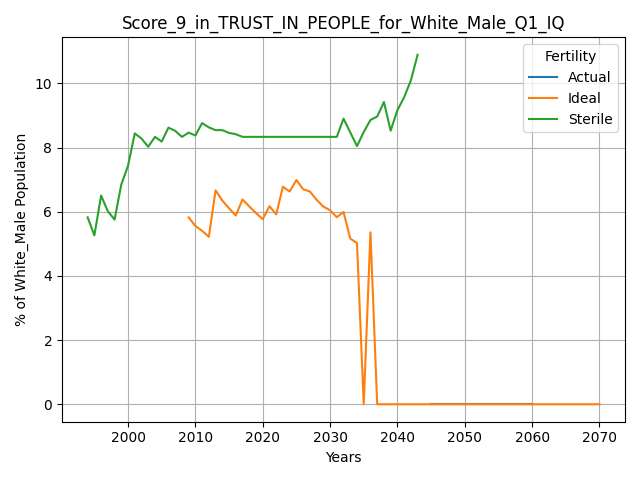 Score_9_in_TRUST_IN_PEOPLE_for_White_Male_Q1_IQ
Fertility
Actual
Ideal
Sterile
% of White_Male Population
10
8
6
4
2
0
2000 2010 2020 2030 2040 2050 2060 2070
Years